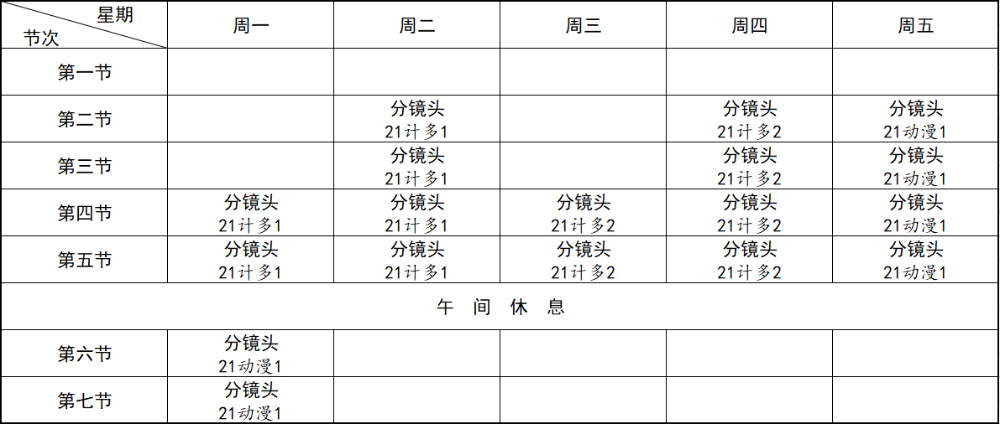 星期
节次
周一
周二
周三
周四
周五
第一节
第二节
分镜头
21计多1
分镜头
21计多2
分镜头
21动漫1
第三节
分镜头
21计多1
分镜头
21计多2
分镜头
21动漫1
第四节
分镜头
21计多1
分镜头
21计多1
分镜头
21计多2
分镜头
21计多2
分镜头
21动漫1
第五节
分镜头
21计多1
分镜头
21计多1
分镜头
21计多2
分镜头
21计多2
分镜头
21动漫1
午 间 休 息
第六节
分镜头
21动漫1
第七节
分镜头
21动漫1